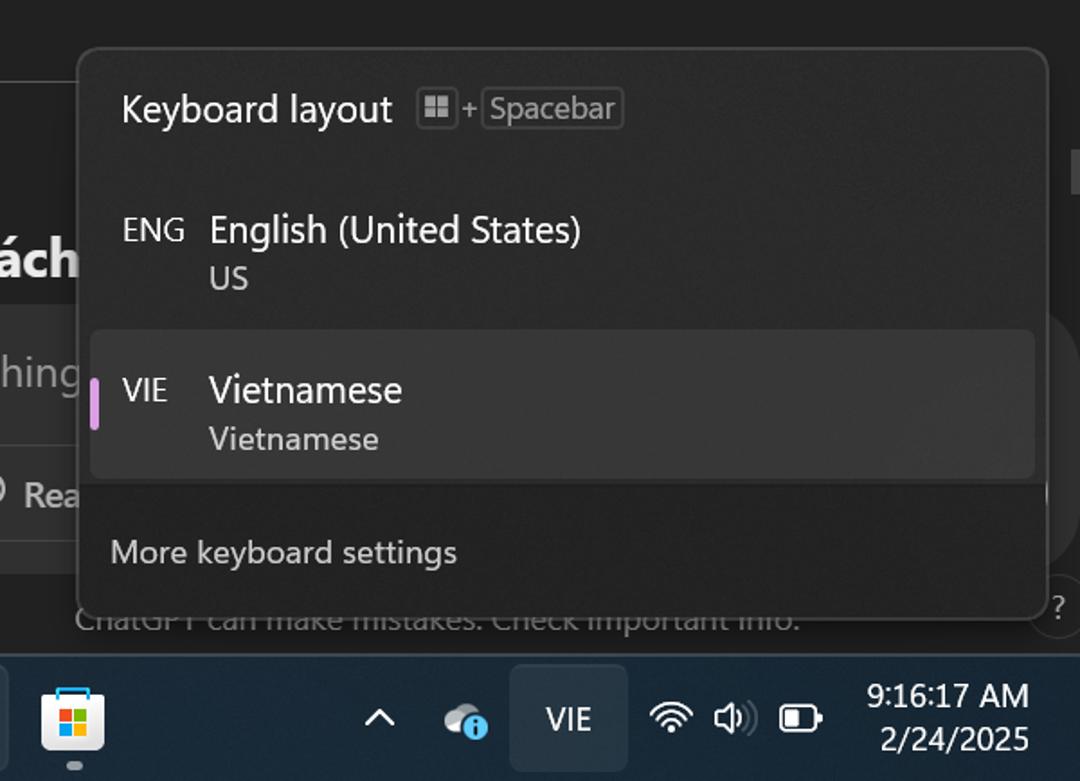 Keyboard layout + Spacebar
ENG English (United States)
US
ách
hing
VIE Vietnamese
Vietnamese
Rea
More keyboard settings
ChatGPT can make mistakes. Check important info.
?
VIE
9:16:17 AM
2/24/2025